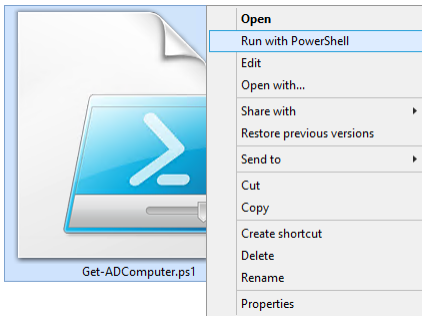 Open
Run with PowerShell
Edit
Open with...
Share with
Restore previous versions
Send to
Cut
Copy
Create shortcut
Delete
Rename
Properties
Get-ADComputer.ps1